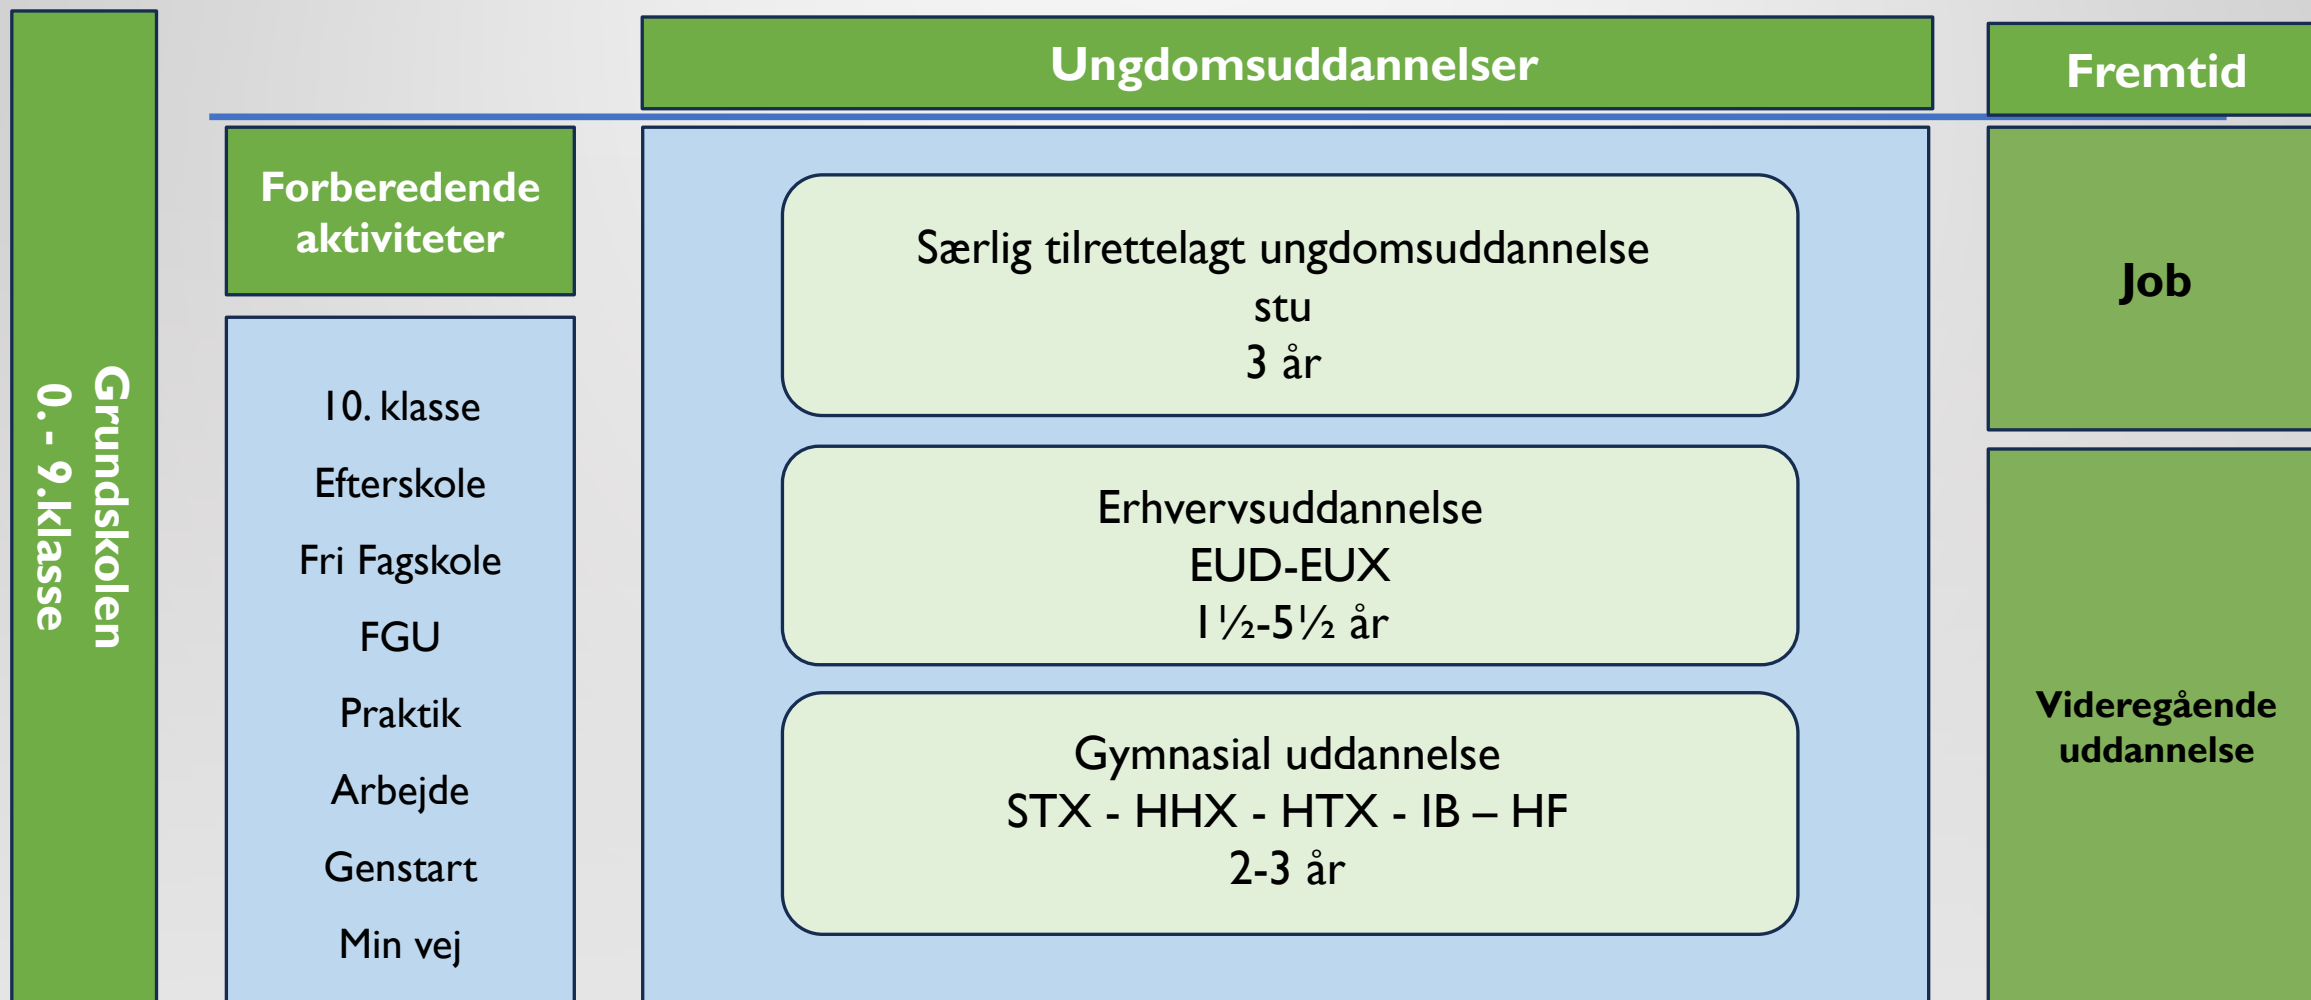 Grundskolen
0. - 9.klasse
Ungdomsuddannelser
Fremtid
Forberedende
aktiviteter
10. klasse
Efterskole
Fri Fagskole
FGU
Praktik
Arbejde
Genstart
Min vej
Særlig tilrettelagt ungdomsuddannelse
stu
3 år
Erhvervsuddannelse
EUD-EUX
1½-5½ år
Gymnasial uddannelse
STX - HHX - HTX - IB – HF
2-3 år
Job
Videregående
uddannelse